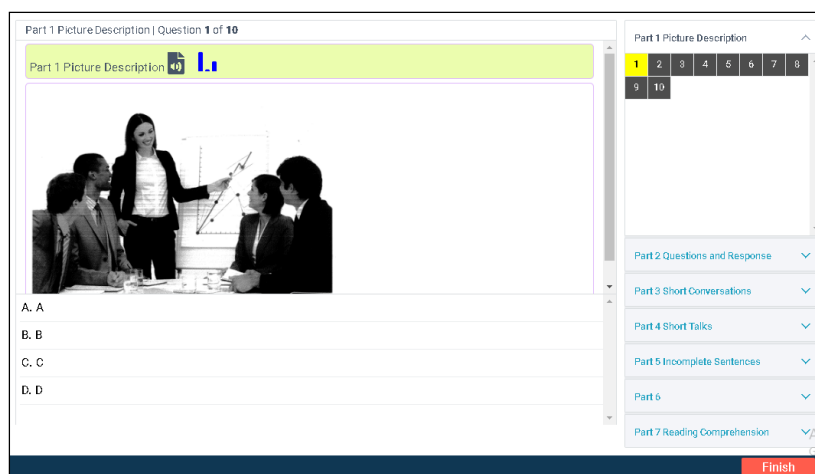 Part 1 Picture Description | Question 1 of 10
Part 1 Picture Description
A. A
B. B
C. C
D. D
Part 1 Picture Description
1 2 3 4 5 6 7 8
9 10
Part 2 Questions and Response
Part 3 Short Conversations
Part 4 Short Talks
Part 5 Incomplete Sentences
Part 6
Part 7 Reading Comprehension
Finish